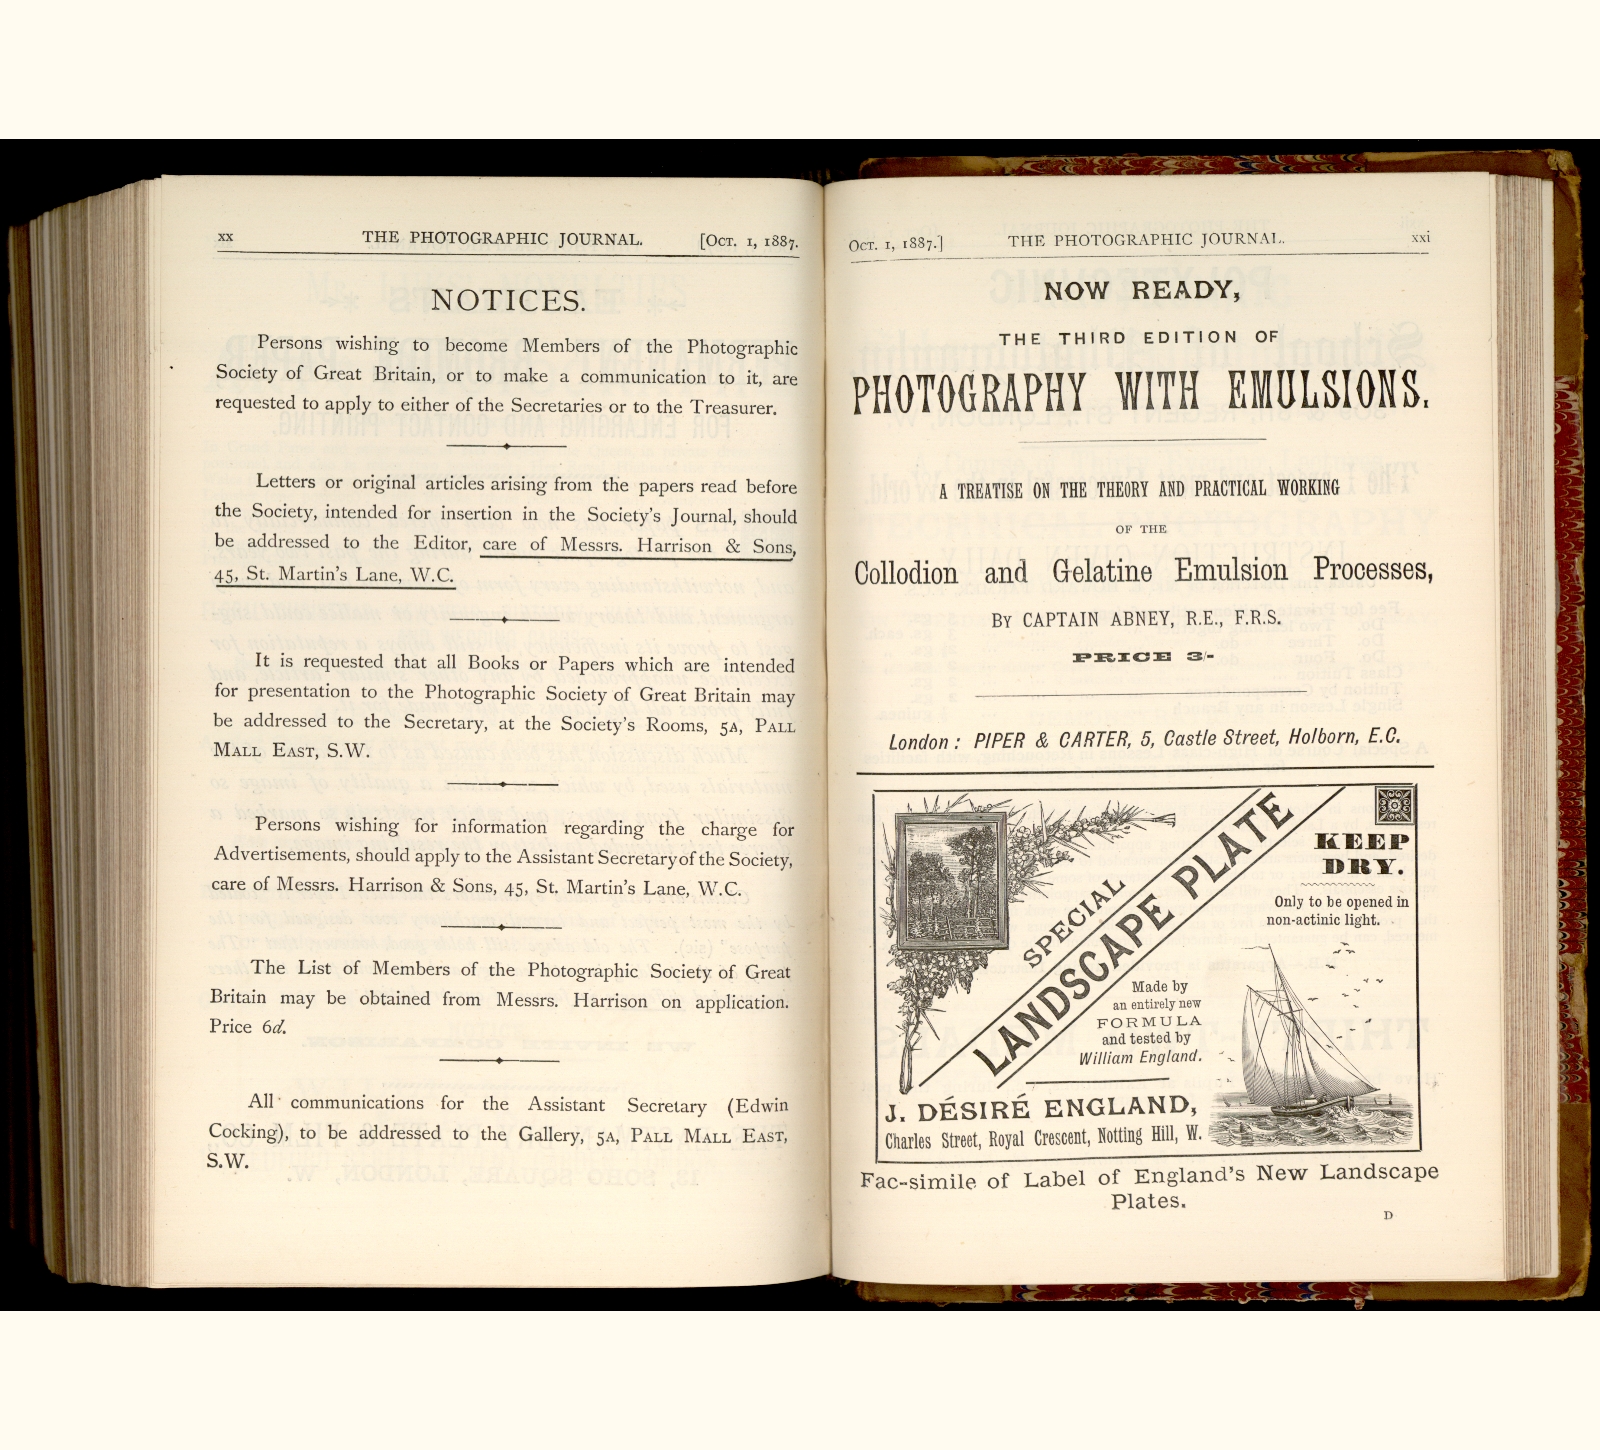 xx THE PHOTOGRAPHIC JOURNAL. [Oct. 1, 1887.
NOTICES.
Persons wishing to become Members of the Photographic
Society of Great Britain, or to make a communication to it, are
requested to apply to either of the Secretaries or to the Treasurer.
Letters or original articles arising from the papers read before
the Society, intended for insertion in the Society's Journal, should
be addressed to the Editor, care of Messrs. Harrison & Sons,
45, St. Martin's Lane, W.C.
It is requested that all Books or Papers which are intended
for presentation to the Photographic Society of Great Britain may
be addressed to the Secretary, at the Society's Rooms, 5A, Pall
Mall East, S.W.
Persons wishing for information regarding the charge for
Advertisements, should apply to the Assistant Secretary of the Society,
care of Messrs. Harrison & Sons, 45, St. Martin's Lane, W.C.
The List of Members of the Photographic Society of Great
Britain may be obtained from Messrs. Harrison on application.
Price 6d.
All communications for the Assistant Secretary (Edwin
Cocking), to be addressed to the Gallery, 5A, Pall Mall East,
S.W.
Oct. 1, 1887.] THE PHOTOGRAPHIC JOURNAL. xxi
NOW READY,
THE THIRD EDITION OF
PHOTOGRAPHY WITH EMULSIONS.
A TREATISE ON THE THEORY AND PRACTICAL WORKING
OF THE
Collodion and Gelatine Emulsion Processes,
By CAPTAIN ABNEY, R.E., F.R.S.
PRICE 3/-
London: PIPER & CARTER, 5, Castle Street, Holborn, E.C.
SPECIAL
LANDSCAPE PLATE
KEEP
DRY.
Only to be opened in
non-actinic light.
Made by
an entirely new
FORMULA
and tested by
William England.
J. DÉSIRÉ ENGLAND,
Charles Street, Royal Crescent, Notting Hill, W.
Fac-simile of Label of England's New Landscape
Plates.
D